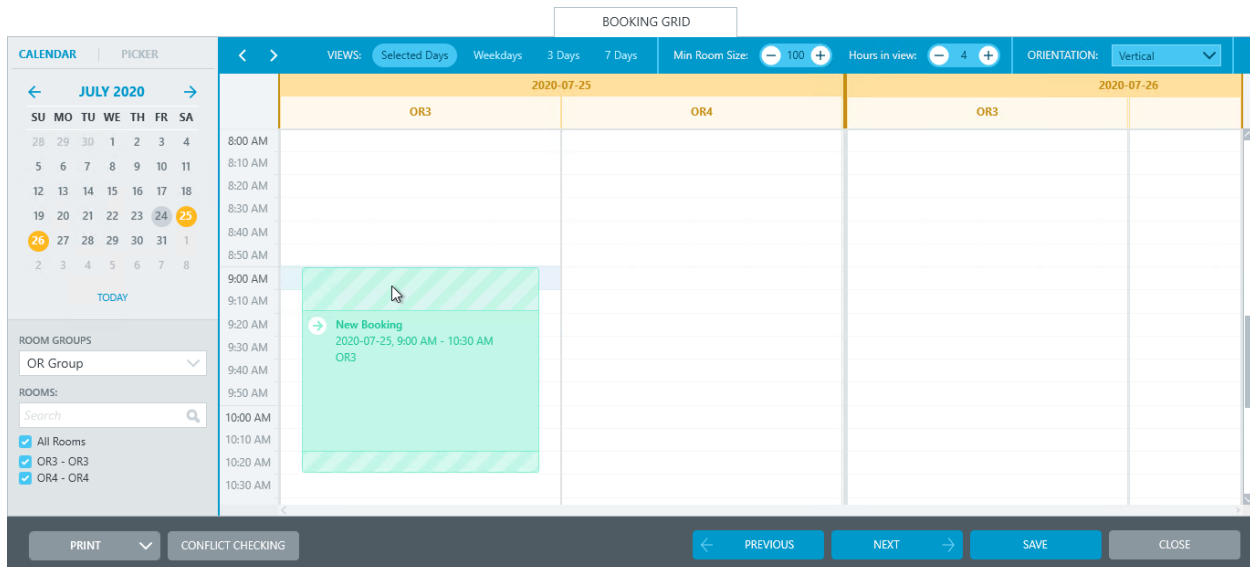 BOOKING GRID
CALENDAR PICKER
VIEWS: Selected Days Weekdays 3 Days 7 Days Min Room Size: 100 Hours in view: 4 ORIENTATION: Vertical
JULY 2020
SU MO TU WE TH FR SA
28 29 30 1 2 3 4
5 6 7 8 9 10 11
12 13 14 15 16 17 18
19 20 21 22 23 24 25
26 27 28 29 30 31 1
2 3 4 5 6 7 8
TODAY
ROOM GROUPS
OR Group
ROOMS:
Search
All Rooms
OR3 - OR3
OR4 - OR4
2020-07-25 2020-07-26
OR3 OR4 OR3
8:00 AM
8:10 AM
8:20 AM
8:30 AM
8:40 AM
8:50 AM
9:00 AM
9:10 AM
9:20 AM
9:30 AM
9:40 AM
9:50 AM
10:00 AM
10:10 AM
10:20 AM
10:30 AM
New Booking
2020-07-25, 9:00 AM - 10:30 AM
OR3
PRINT CONFLICT CHECKING PREVIOUS NEXT SAVE CLOSE